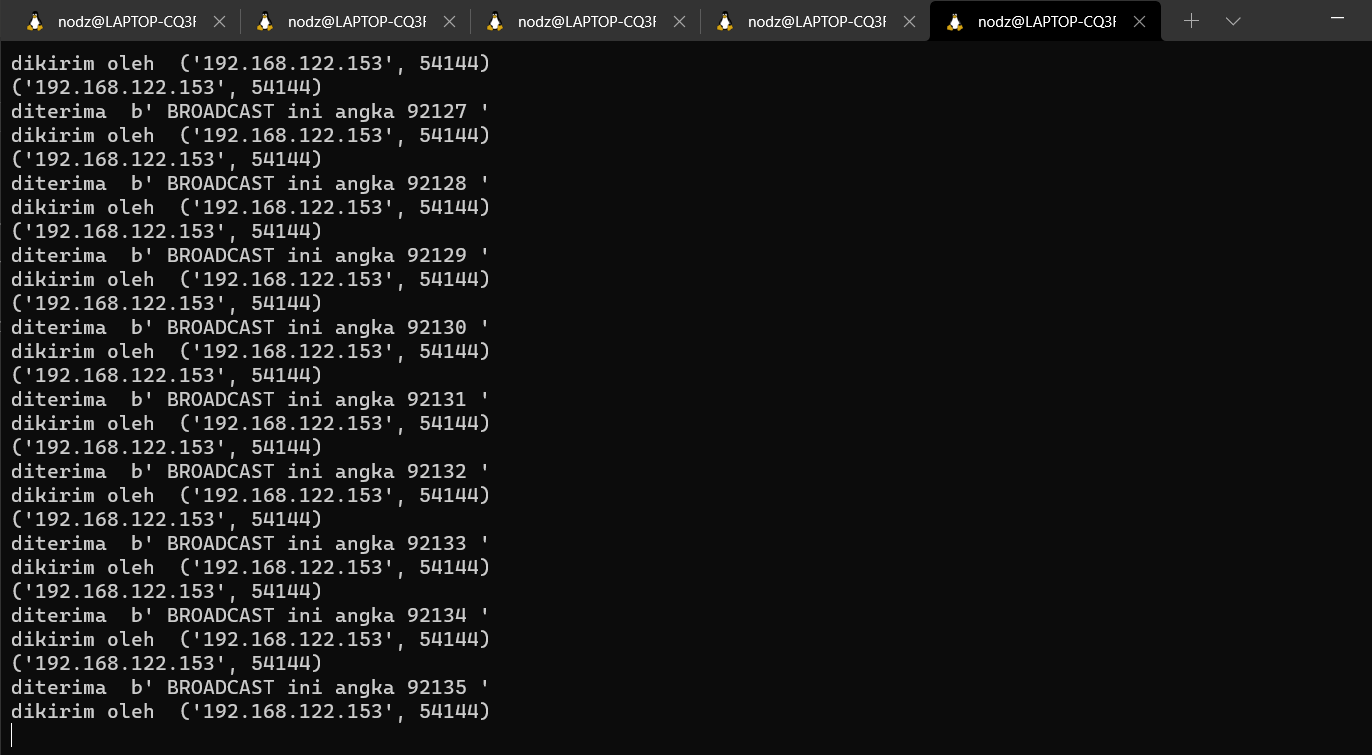 nodz@LAPTOP-CQ3F nodz@LAPTOP-CQ3F nodz@LAPTOP-CQ3F nodz@LAPTOP-CQ3F nodz@LAPTOP-CQ3F
dikirim oleh  ('192.168.122.153', 54144)
('192.168.122.153', 54144)
diterima  b' BROADCAST ini angka 92127 '
dikirim oleh  ('192.168.122.153', 54144)
('192.168.122.153', 54144)
diterima  b' BROADCAST ini angka 92128 '
dikirim oleh  ('192.168.122.153', 54144)
('192.168.122.153', 54144)
diterima  b' BROADCAST ini angka 92129 '
dikirim oleh  ('192.168.122.153', 54144)
('192.168.122.153', 54144)
diterima  b' BROADCAST ini angka 92130 '
dikirim oleh  ('192.168.122.153', 54144)
('192.168.122.153', 54144)
diterima  b' BROADCAST ini angka 92131 '
dikirim oleh  ('192.168.122.153', 54144)
('192.168.122.153', 54144)
diterima  b' BROADCAST ini angka 92132 '
dikirim oleh  ('192.168.122.153', 54144)
('192.168.122.153', 54144)
diterima  b' BROADCAST ini angka 92133 '
dikirim oleh  ('192.168.122.153', 54144)
('192.168.122.153', 54144)
diterima  b' BROADCAST ini angka 92134 '
dikirim oleh  ('192.168.122.153', 54144)
('192.168.122.153', 54144)
diterima  b' BROADCAST ini angka 92135 '
dikirim oleh  ('192.168.122.153', 54144)